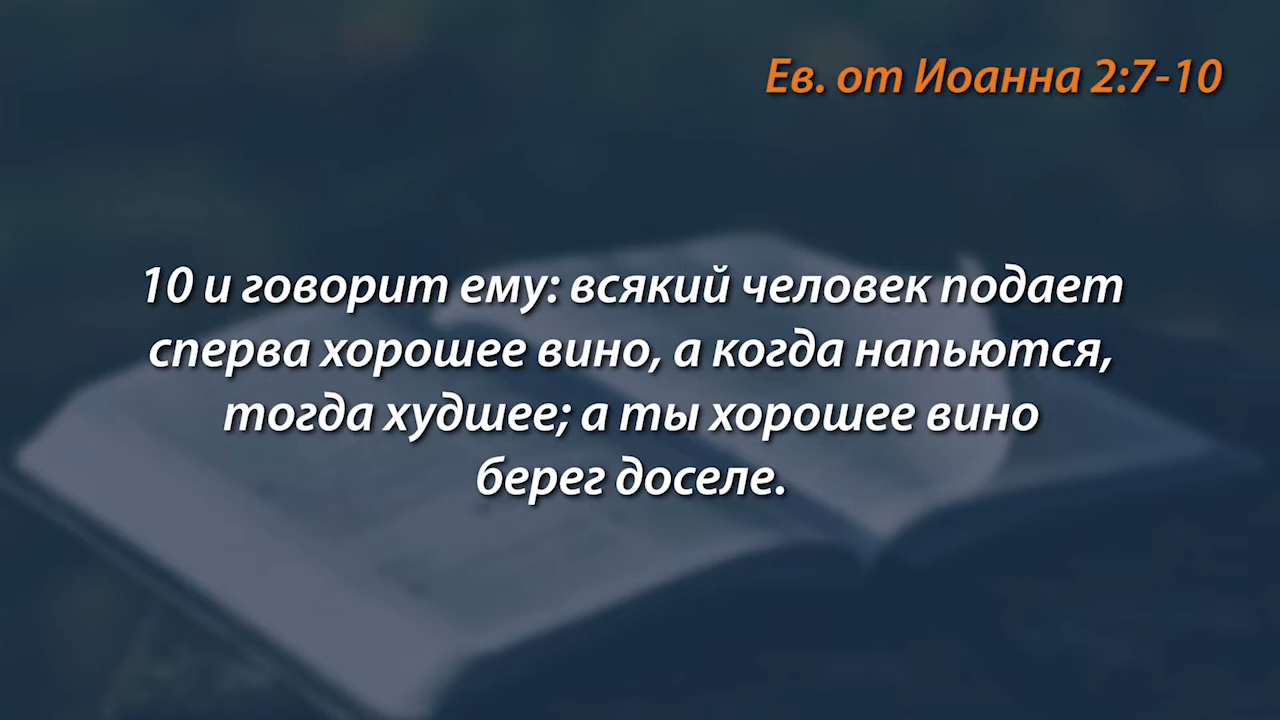 Ев. от Иоанна 2:7-10
10 и говорит ему: всякий человек подает
сперва хорошее вино, а когда напьются,
тогда худшее; а ты хорошее вино
берег доселе.